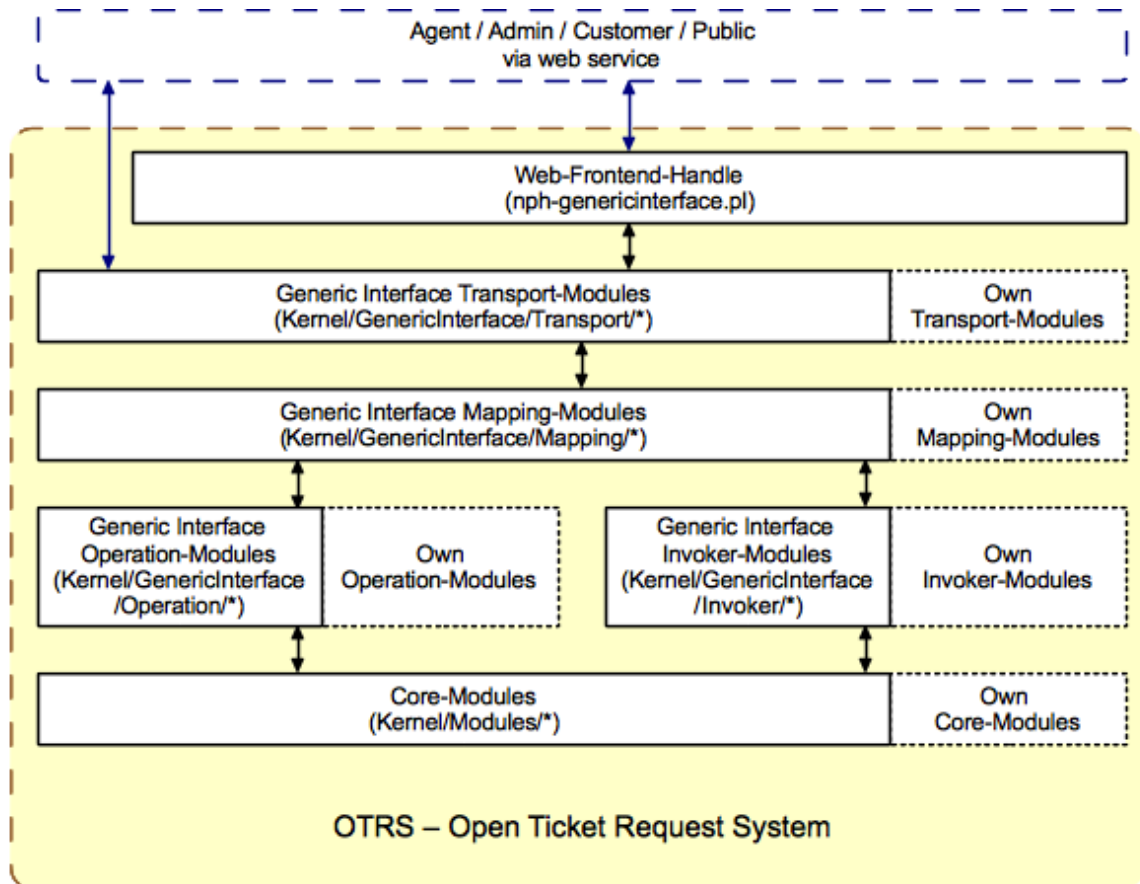 Agent / Admin / Customer / Public
via web service
Web-Frontend-Handle
(nph-genericinterface.pl)
Generic Interface Transport-Modules
(Kernel/GenericInterface/Transport/*)
Own
Transport-Modules
Generic Interface Mapping-Modules
(Kernel/GenericInterface/Mapping/*)
Own
Mapping-Modules
Generic Interface
Operation-Modules
(Kernel/GenericInterface
/Operation/*)
Own
Operation-Modules
Generic Interface
Invoker-Modules
(Kernel/GenericInterface
/Invoker/*)
Own
Invoker-Modules
Core-Modules
(Kernel/Modules/*)
Own
Core-Modules
OTRS – Open Ticket Request System